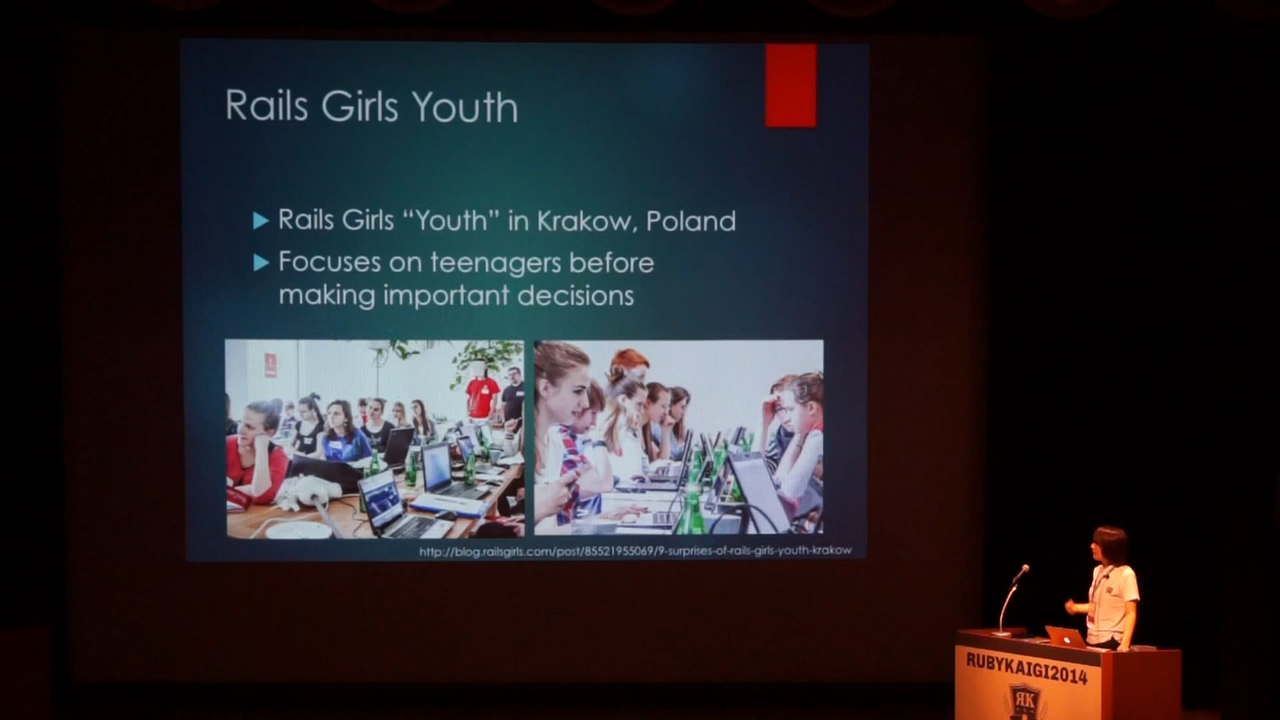 Rails Girls Youth
Rails Girls “Youth” in Krakow, Poland
Focuses on teenagers before
making important decisions
http://blog.railsgirls.com/post/85521955069/9-surprises-of-rails-girls-youth-krakow
RUBYKAIGI2014
RK